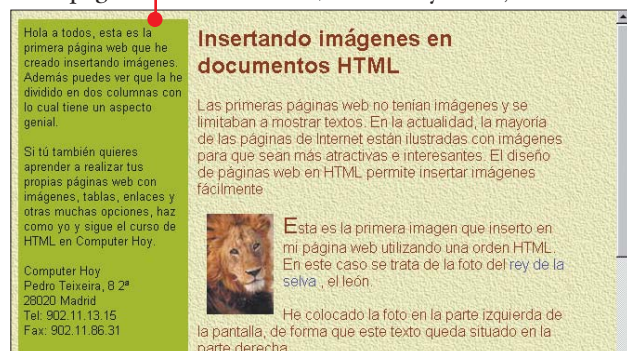 Hola a todos, esta es la
primera página web que he
creado insertando imágenes.
Además puedes ver que la he
dividido en dos columnas con
lo cual tiene un aspecto
genial.
Si tú también quieres
aprender a realizar tus
propias páginas web con
imágenes, tablas, enlaces y
otras muchas opciones, haz
como yo y sigue el curso de
HTML en Computer Hoy.
Computer Hoy
Pedro Teixeira, 8 2ª
28020 Madrid
Tel: 902.11.13.15
Fax: 902.11.86.31
Insertando imágenes en
documentos HTML
Las primeras páginas web no tenían imágenes y se
limitaban a mostrar textos. En la actualidad, la mayoría
de las páginas de Internet están ilustradas con imágenes
para que sean más atractivas e interesantes. El diseño
de páginas web en HTML permite insertar imágenes
fácilmente
Esta es la primera imagen que inserto en
mi página web utilizando una orden HTML.
En este caso se trata de la foto del rey de la
selva , el león.
He colocado la foto en la parte izquierda de
la pantalla, de forma que este texto queda situado en la
parte derecha